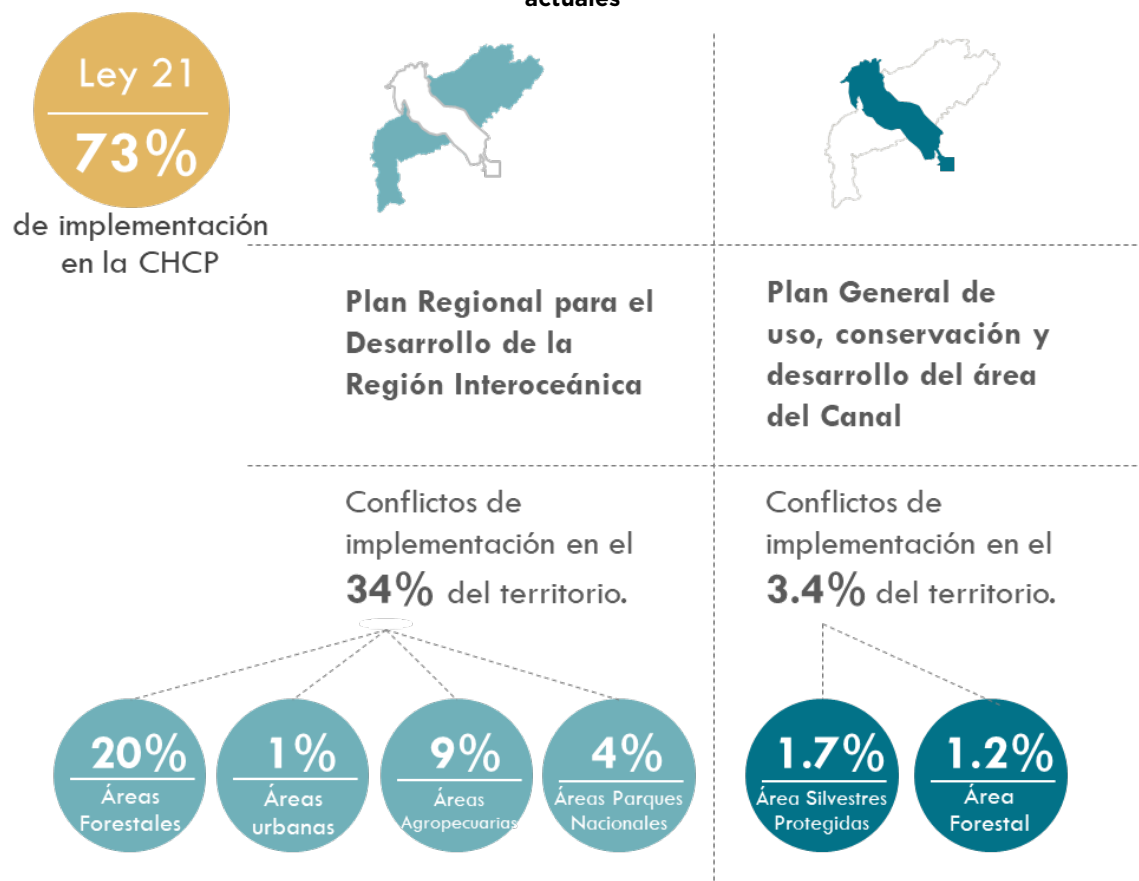 actuales
Ley 21
73%
de implementación
en la CHCP
Plan Regional para el
Desarrollo de la
Región Interoceánica
Plan General de
uso, conservación y
desarrollo del área
del Canal
Conflictos de
implementación en el
34% del territorio.
Conflictos de
implementación en el
3.4% del territorio.
20%
Áreas
Forestales
1%
Áreas
urbanas
9%
Áreas
Agropecuarias
4%
Áreas Parques
Nacionales
1.7%
Área Silvestres
Protegidas
1.2%
Área
Forestal